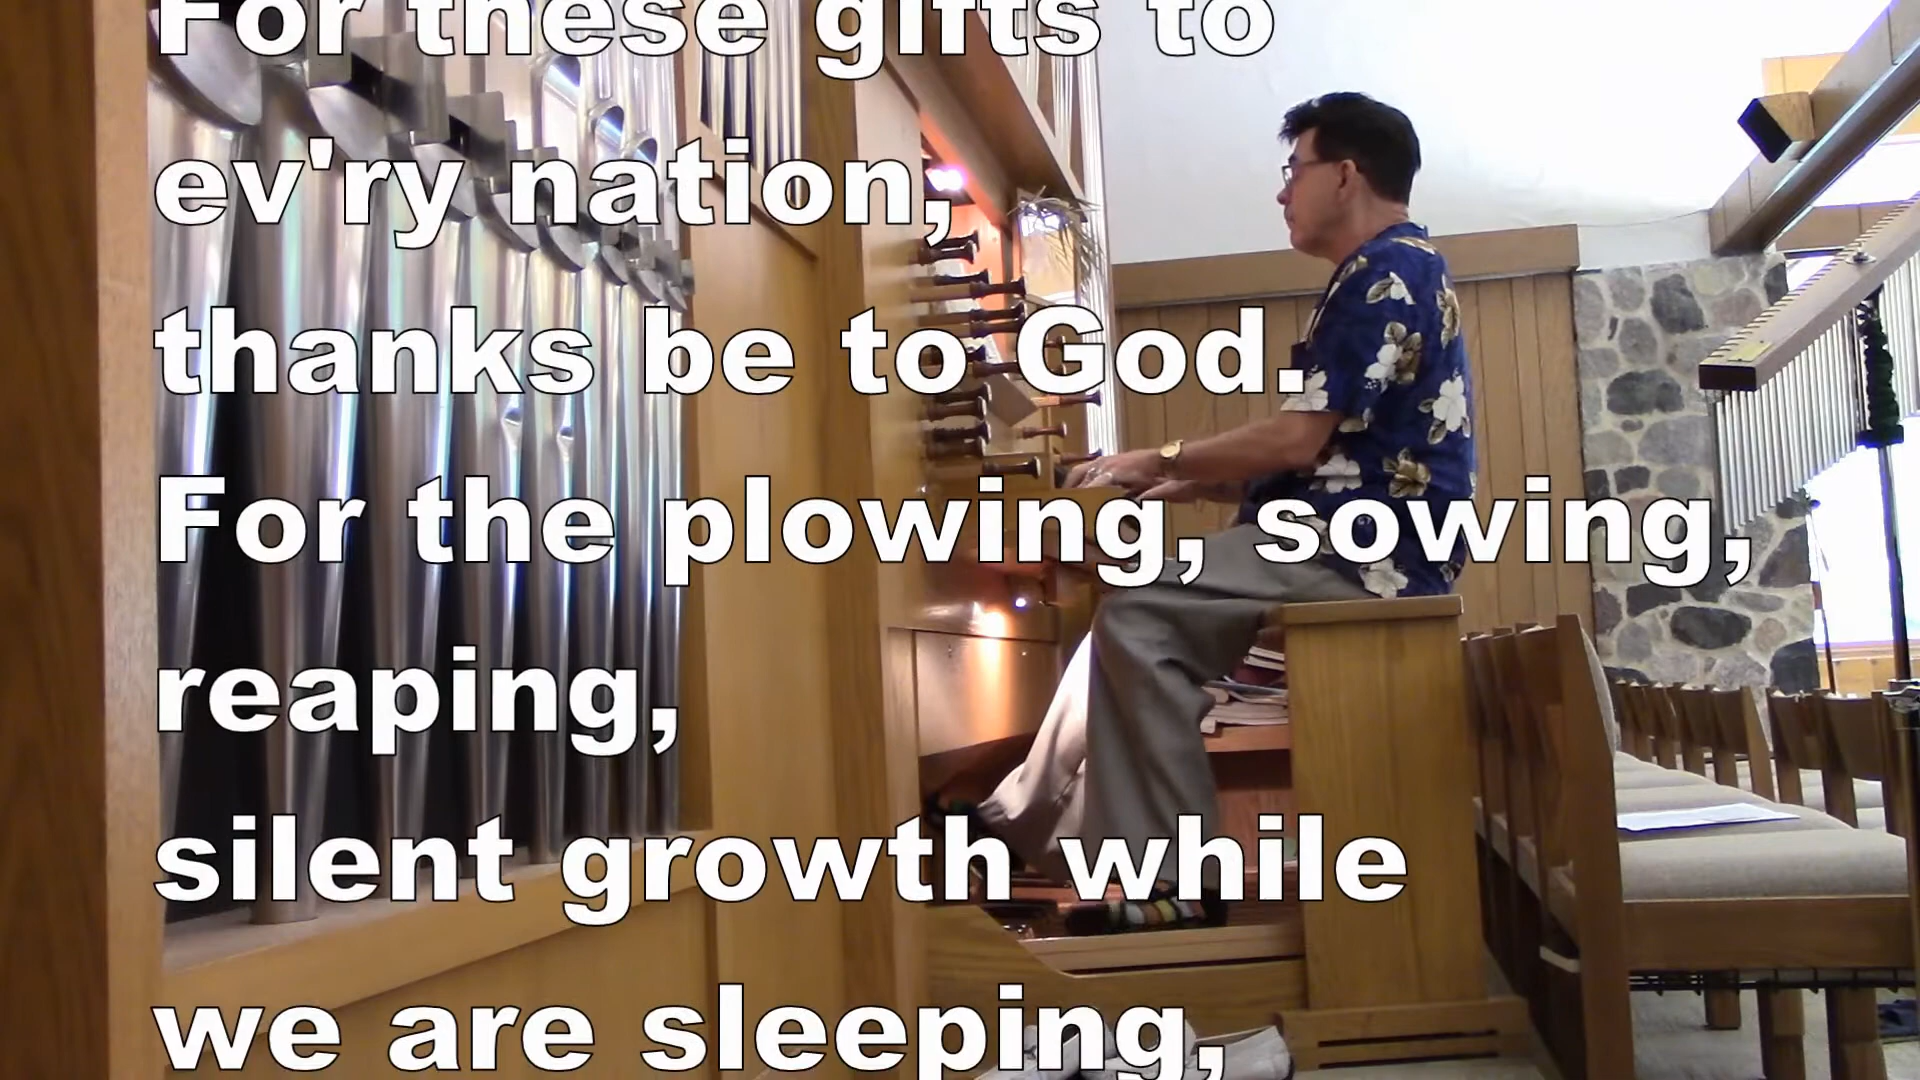 For these gifts to
ev'ry nation,
thanks be to God.
For the plowing, sowing,
reaping,
silent growth while
we are sleeping,